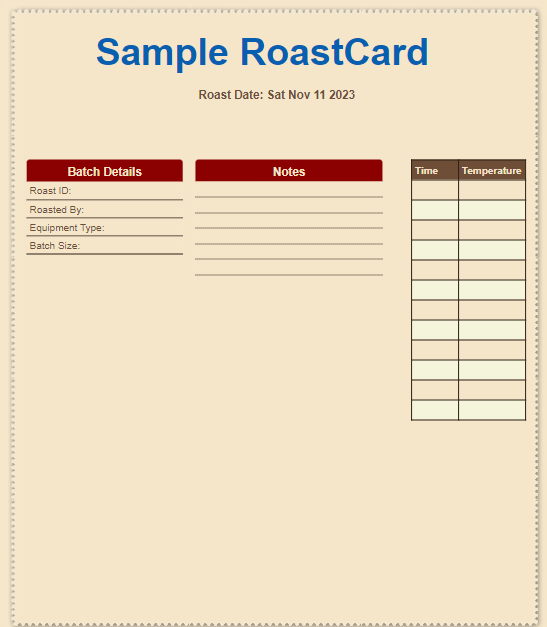 Sample RoastCard
Roast Date: Sat Nov 11 2023
Batch Details
Roast ID:
Roasted By:
Equipment Type:
Batch Size:
Notes
Time Temperature